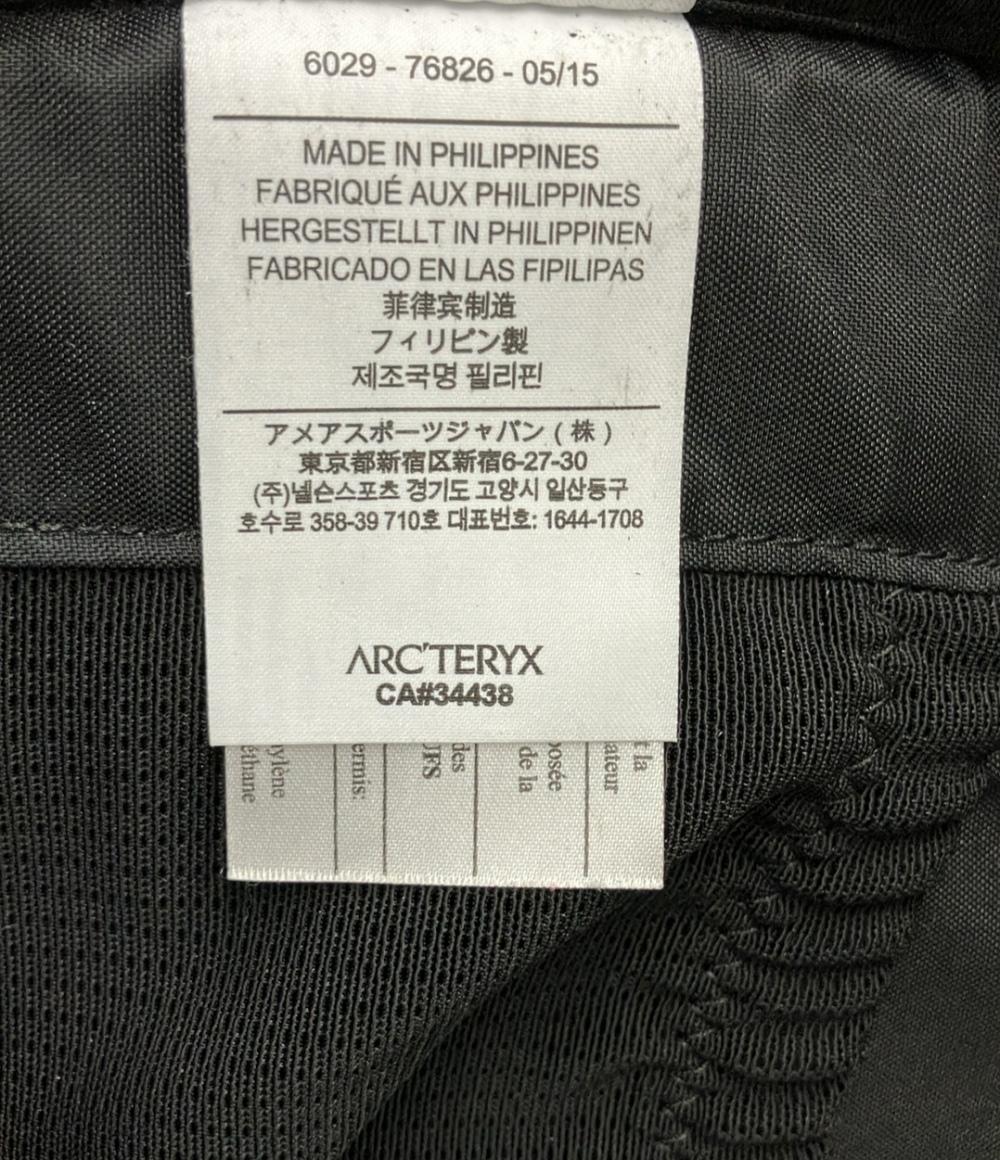 6029 - 76826 - 05/15
MADE IN PHILIPPINES
FABRIQUÉ AUX PHILIPPINES
HERGESTELLT IN PHILIPPINEN
FABRICADO EN LAS FIPILIPAS
菲律宾制造
フィリピン製
제조국명 필리핀
アメアスポーツジャパン ( 株 )
東京都新宿区新宿6-27-30
(주)넬슨스포츠 경기도 고양시 일산동구
호수로 358-39 710호 대표번호: 1644-1708
ARC'TERYX
CA#34438
de la